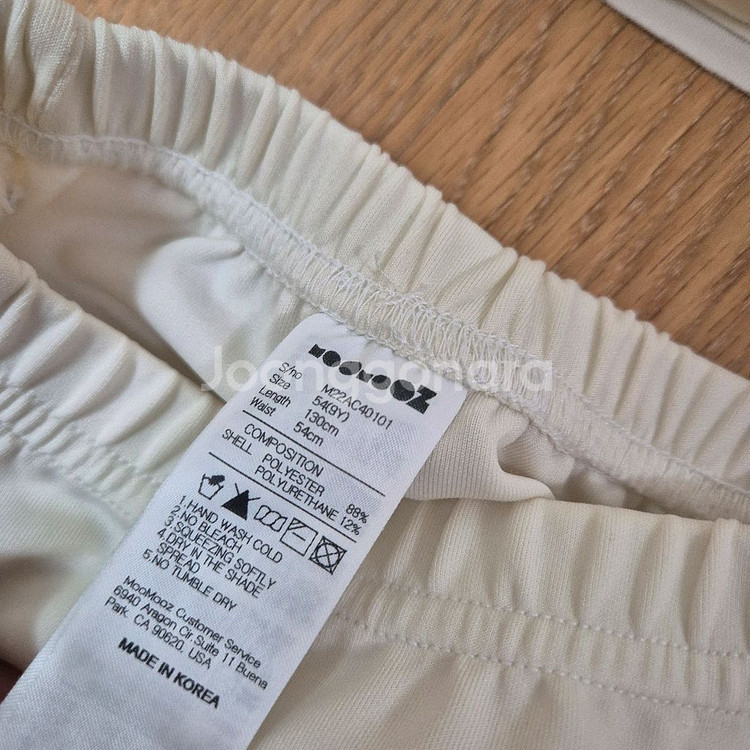 MOOMOOZ
S/no M22AC40101
Size 54(9Y)
Length 130cm
Waist 54cm
COMPOSITION
SHELL POLYESTER 88%
POLYURETHANE 12%
1.HAND WASH COLD
2.NO BLEACH
3.SQUEEZING SOFTLY
4.DRY IN THE SHADE
SPREAD
5.NO TUMBLE DRY
MooMooz Customer Service
6940 Aragon Cir.Suite 11 Buena
Park. CA 90620. USA
MADE IN KOREA
Joonggonara